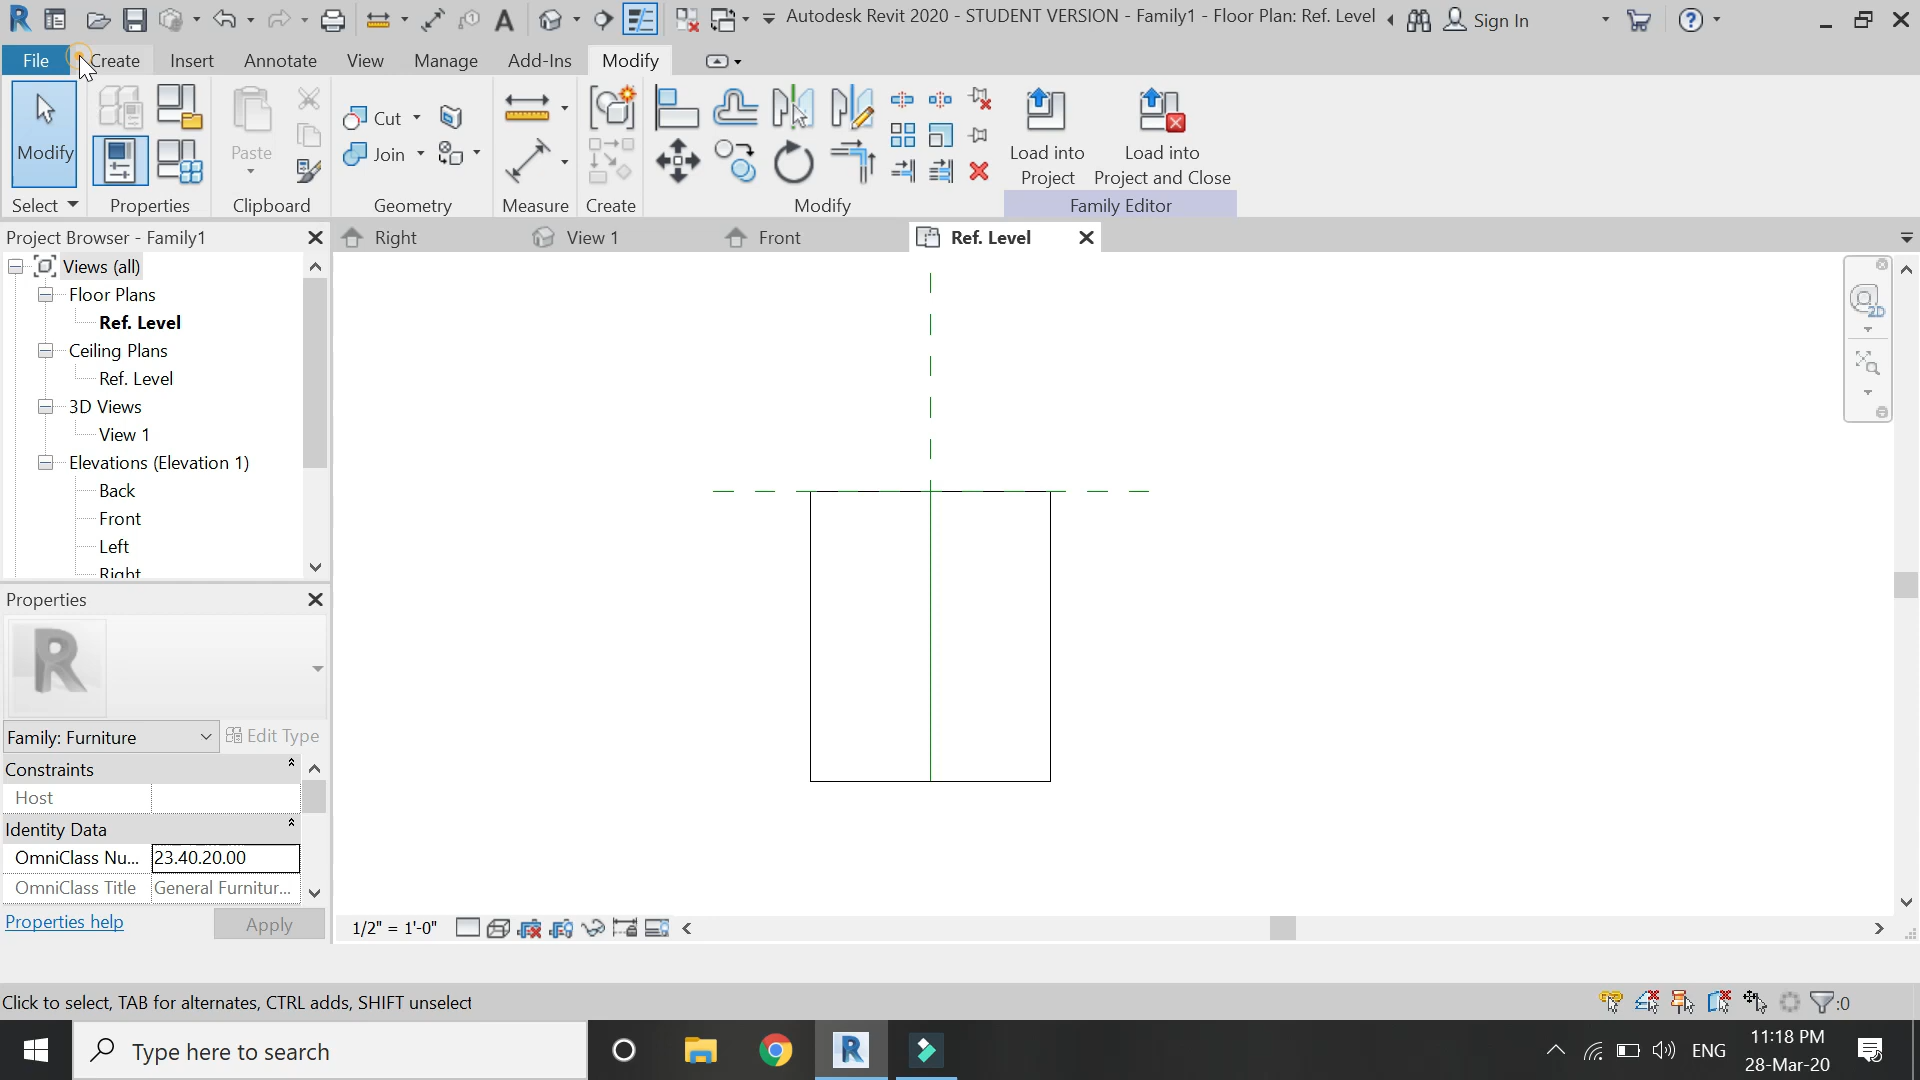 Autodesk Revit 2020 - STUDENT VERSION - Family1 - Floor Plan: Ref. Level
Sign In
File
Create
Insert
Annotate
View
Manage
Add-Ins
Modify
Modify
Paste
Cut
Join
Load into
Project
Load into
Project and Close
Select
Properties
Clipboard
Geometry
Measure
Create
Modify
Family Editor
Project Browser - Family1
Right
View 1
Front
Ref. Level
Views (all)
Floor Plans
Ref. Level
Ceiling Plans
Ref. Level
3D Views
View 1
Elevations (Elevation 1)
Back
Front
Left
Right
2D
Properties
Family: Furniture
Edit Type
Constraints
Host
Identity Data
OmniClass Nu...
23.40.20.00
OmniClass Title
General Furnitur...
Properties help
Apply
1/2" = 1'-0"
Click to select, TAB for alternates, CTRL adds, SHIFT unselect
:0
Type here to search
ENG
11:18 PM
28-Mar-20